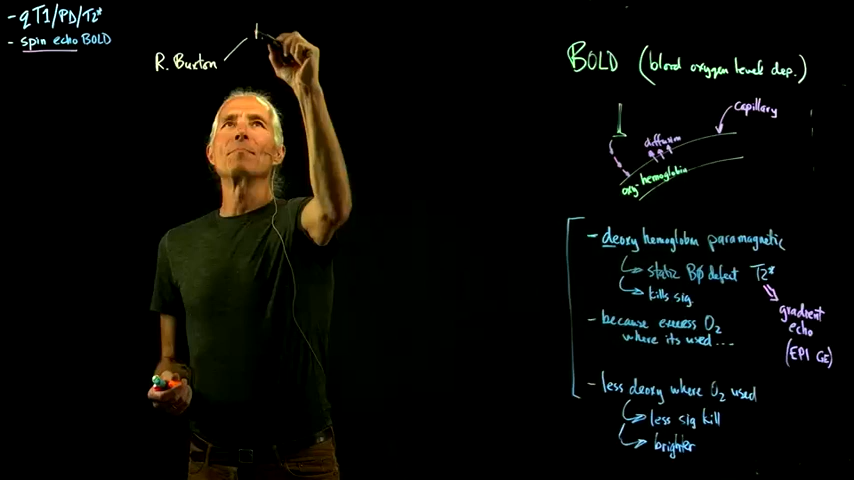 - qT1/PD/T2*
- spin echo BOLD
R. Buxton
BOLD (blood oxygen levels dep.)
capillary
diffusion
oxy-hemoglobin
- deoxy hemoglobin paramagnetic
static B0 defect T2*
kills sig.
gradient
echo
(EPI GE)
- because excess O2
where its used...
- less deoxy where O2 used
less sig kill
brighter